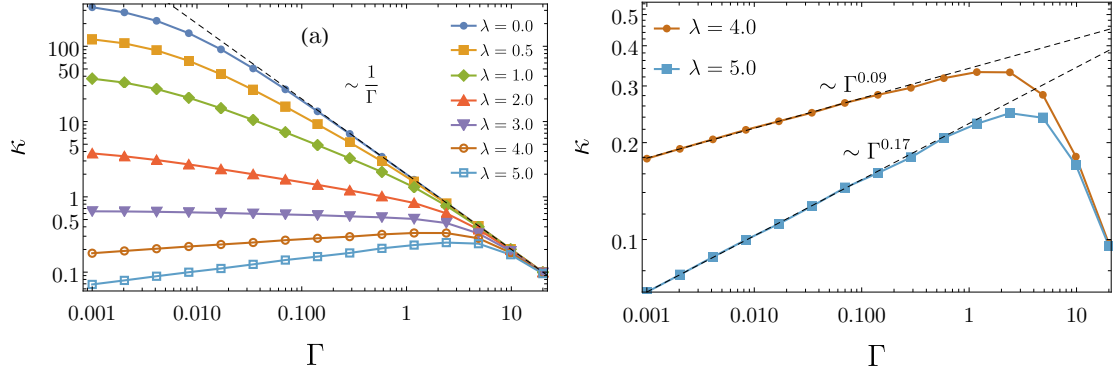 (a)
κ
100
50
10
5
1
0.5
0.1
0.001
0.010
0.100
1
10
Γ
~ 1/Γ
λ = 0.0
λ = 0.5
λ = 1.0
λ = 2.0
λ = 3.0
λ = 4.0
λ = 5.0
κ
0.5
0.4
0.3
0.2
0.1
0.001
0.010
0.100
1
10
Γ
λ = 4.0
λ = 5.0
~ Γ^0.09
~ Γ^0.17